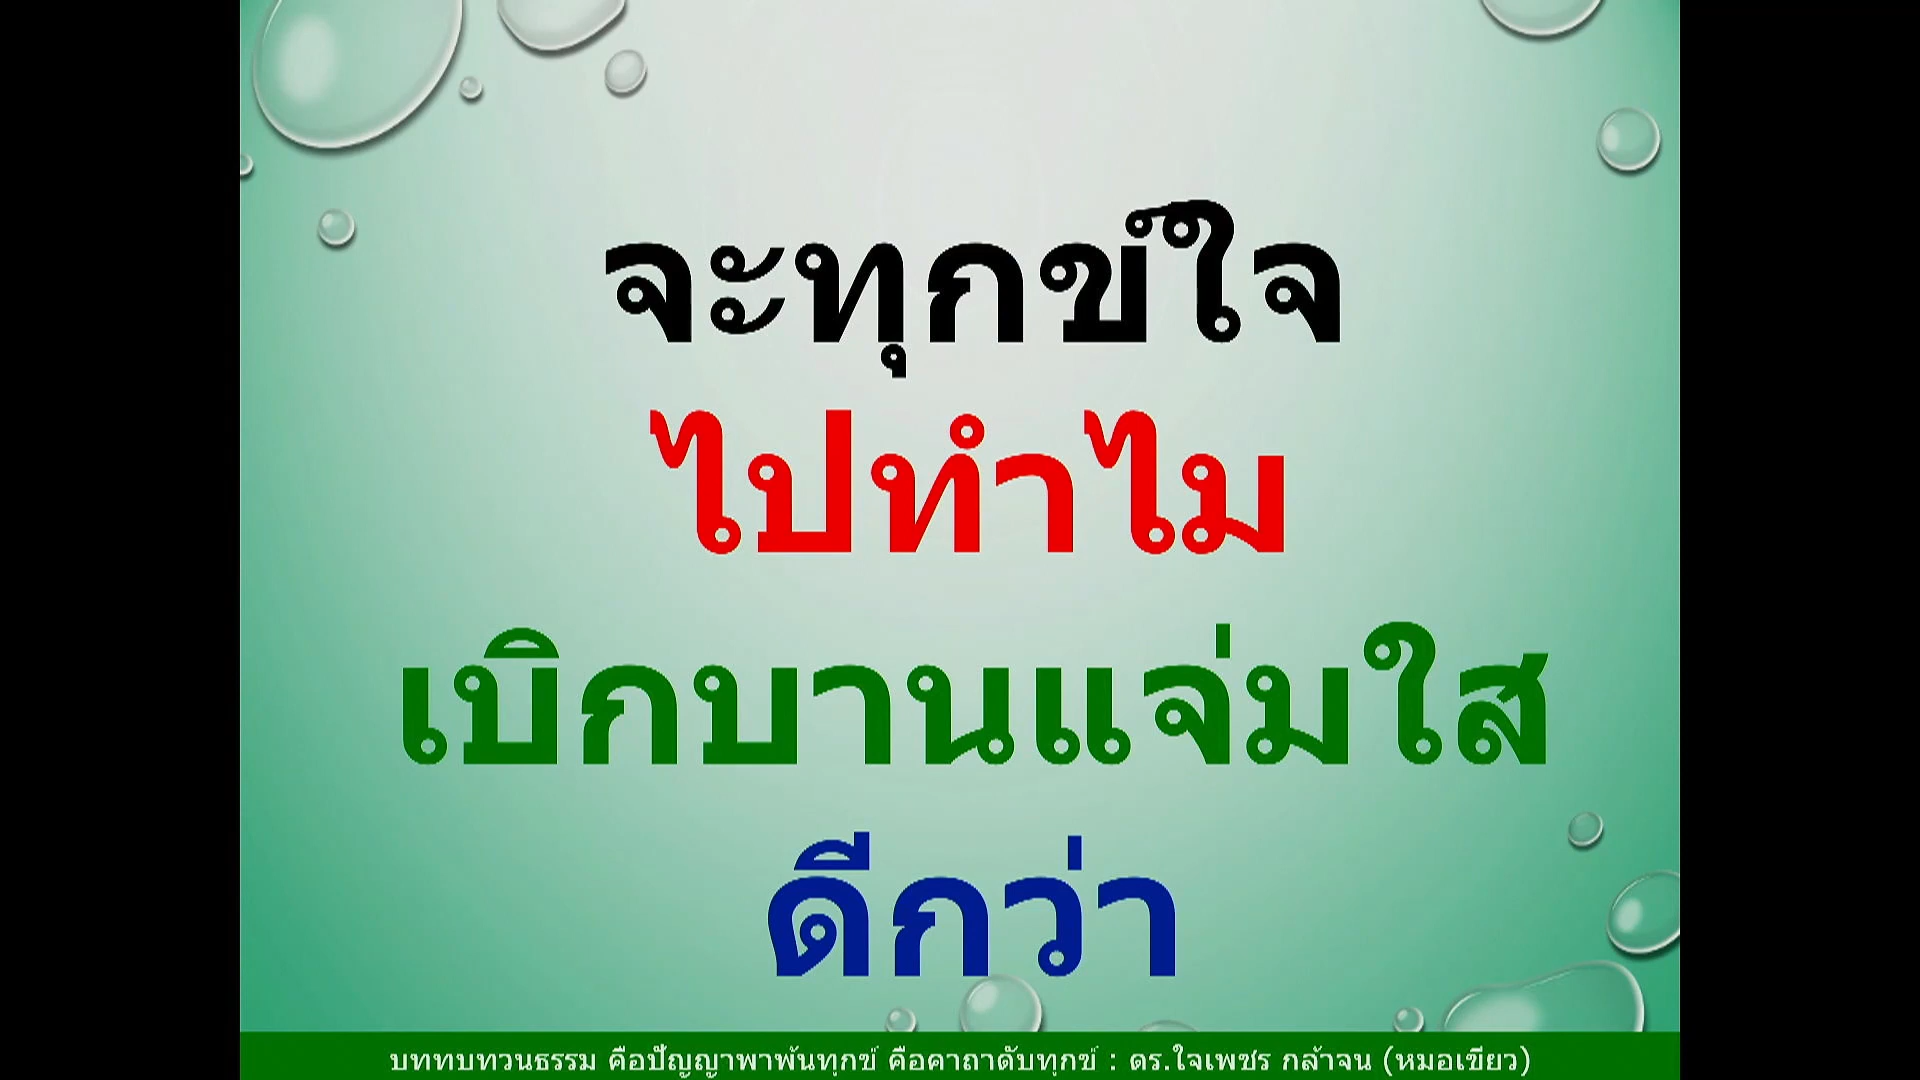 จะทุกข์ใจ
ไปทำไม
เบิกบานแจ่มใส
ดีกว่า
บททบทวนธรรม คือปัญญาพาพ้นทุกข์ คือคาถาดับทุกข์ : ดร.ใจเพชร กล้าจน (หมอเขียว)